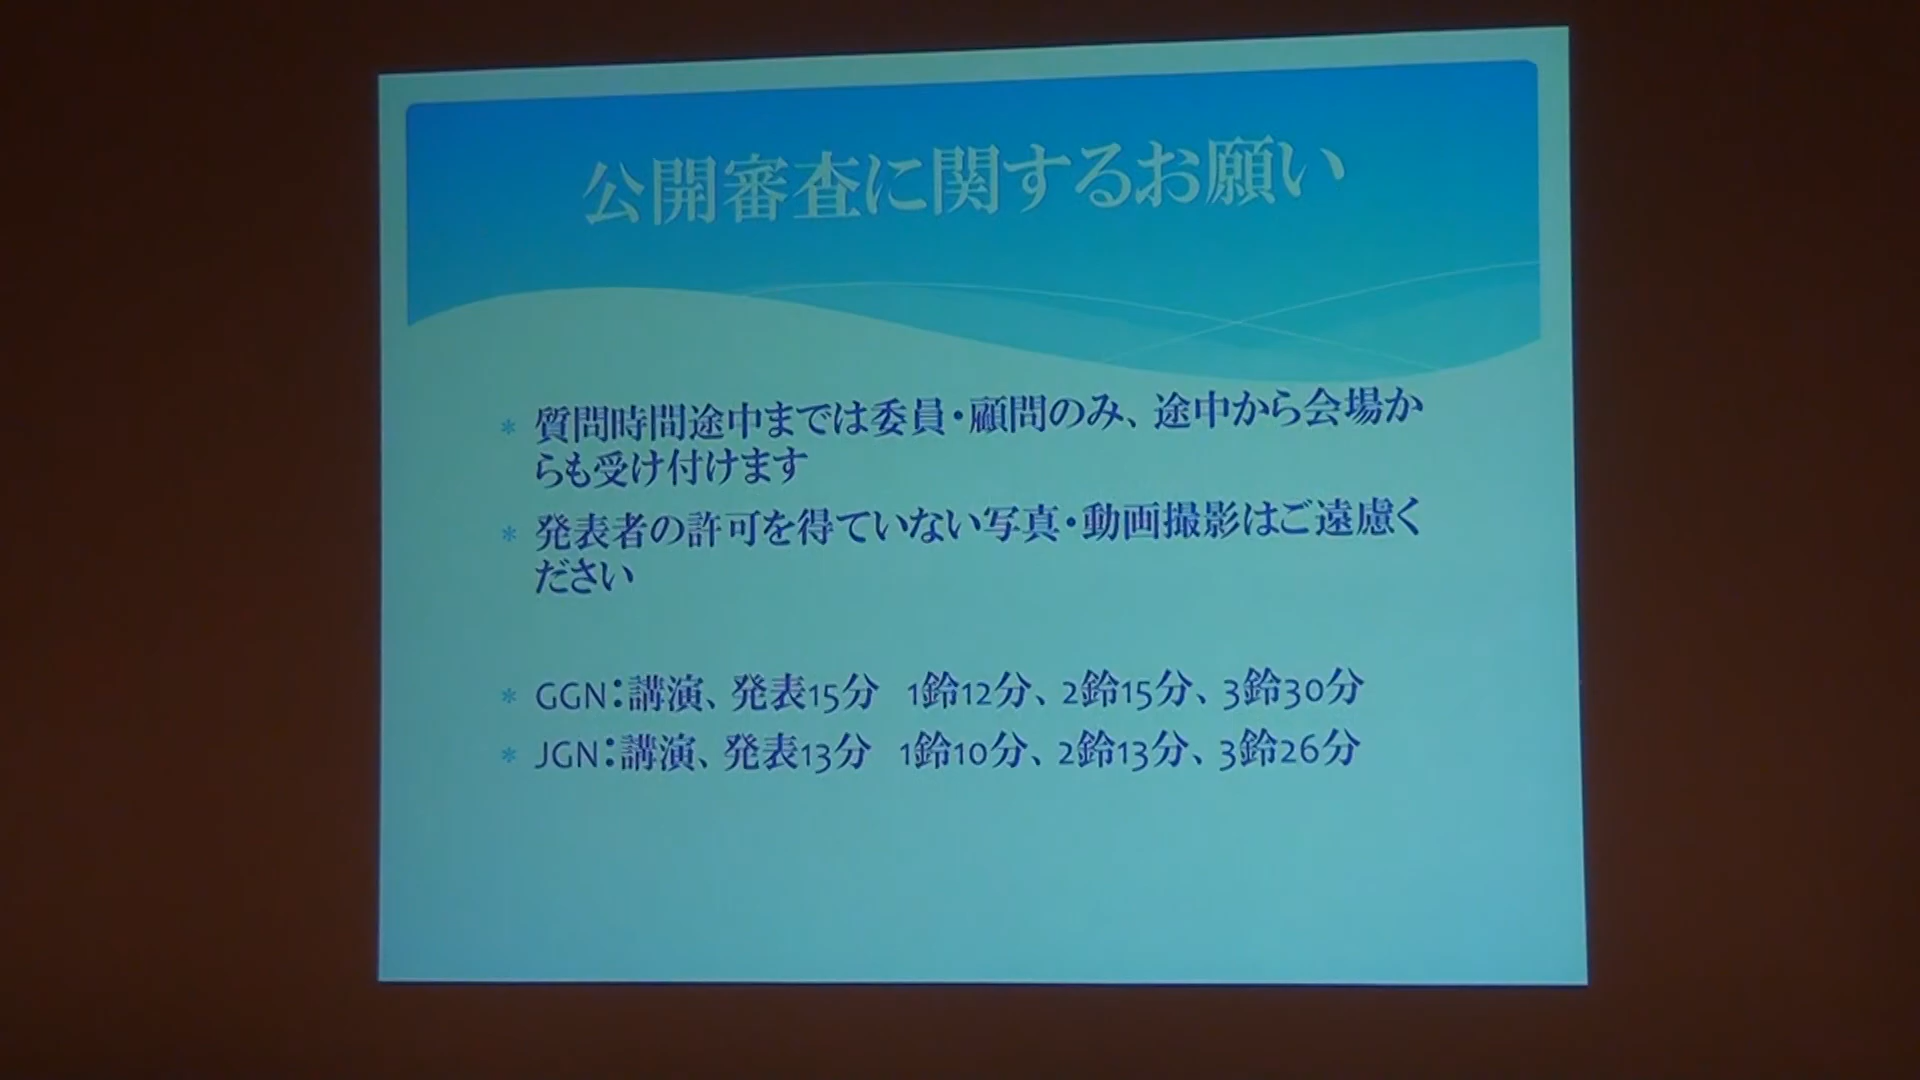 公開審査に関するお願い
* 質問時間途中までは委員・顧問のみ、途中から会場か
らも受け付けます
* 発表者の許可を得ていない写真・動画撮影はご遠慮く
ださい
* GGN：講演、発表15分 1鈴12分、2鈴15分、3鈴30分
* JGN：講演、発表13分 1鈴10分、2鈴13分、3鈴26分